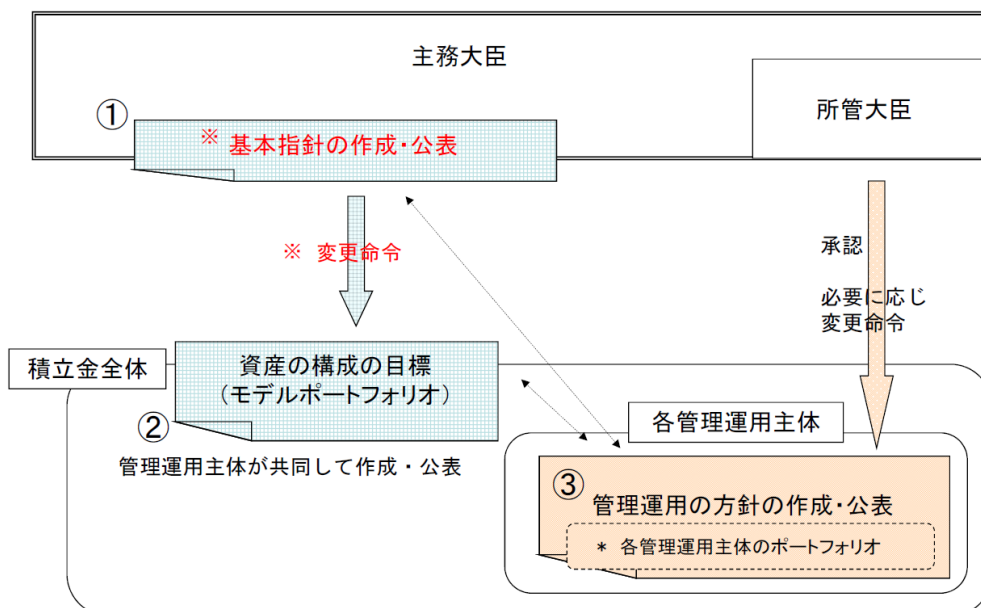 主務大臣
所管大臣
①
※ 基本指針の作成・公表
※ 変更命令
承認
必要に応じ
変更命令
積立金全体
資産の構成の目標
（モデルポートフォリオ）
②
管理運用主体が共同して作成・公表
各管理運用主体
③
管理運用の方針の作成・公表
* 各管理運用主体のポートフォリオ